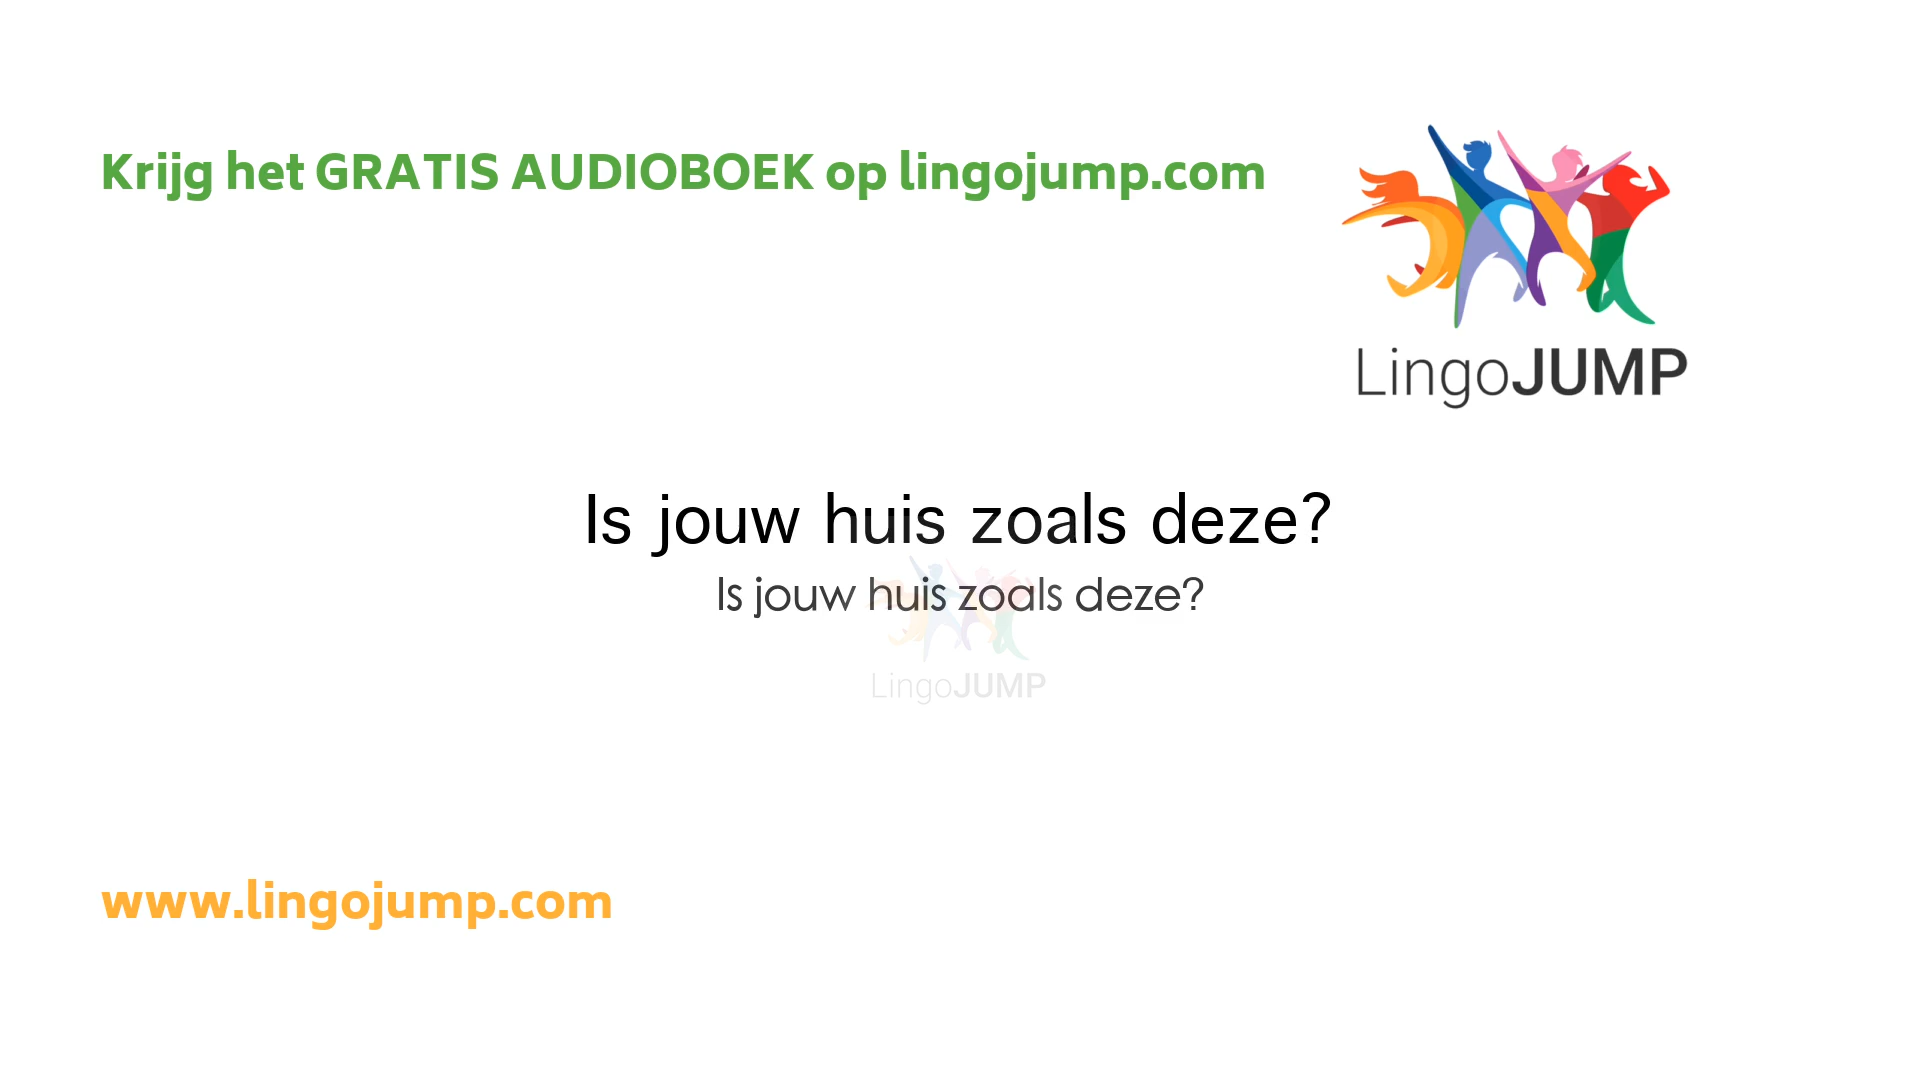 Krijg het GRATIS AUDIOBOEK op lingojump.com
LingoJUMP
Is jouw huis zoals deze?
Is jouw huis zoals deze?
LingoJUMP
www.lingojump.com